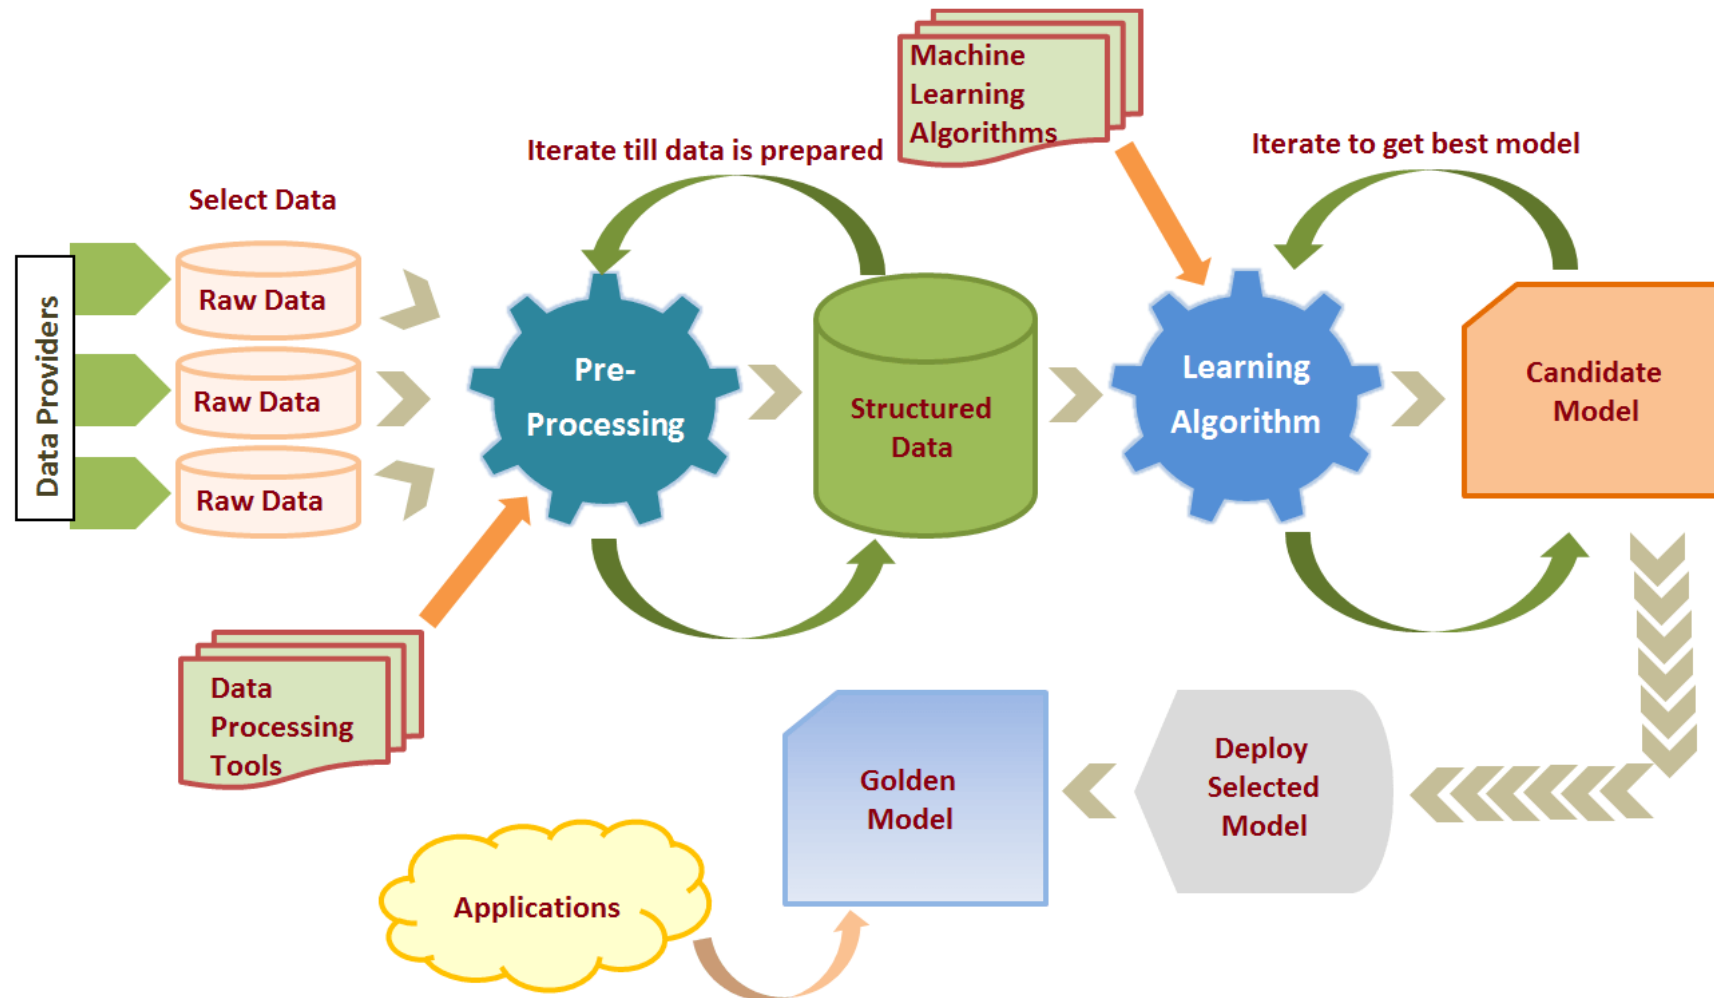 Machine
Learning
Algorithms
Iterate till data is prepared
Iterate to get best model
Select Data
Data Providers
Raw Data
Raw Data
Raw Data
Pre-
Processing
Structured
Data
Learning
Algorithm
Candidate
Model
Data
Processing
Tools
Golden
Model
Deploy
Selected
Model
Applications